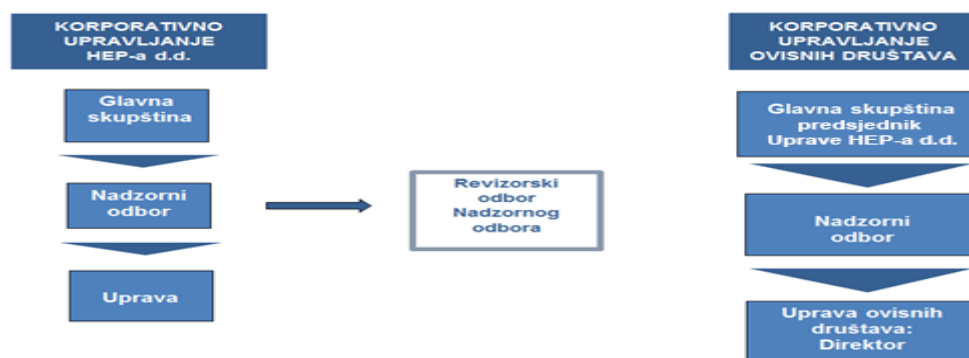 KORPORATIVNO
UPRAVLJANJE
HEP-a d.d.
Glavna
skupština
Nadzorni
odbor
Uprava
Revizorski
odbor
Nadzornog
odbora
KORPORATIVNO
UPRAVLJANJE
OVISNIH DRUŠTAVA
Glavna skupština
predsjednik
Uprave HEP-a d.d.
Nadzorni
odbor
Uprava ovisnih
društava:
Direktor